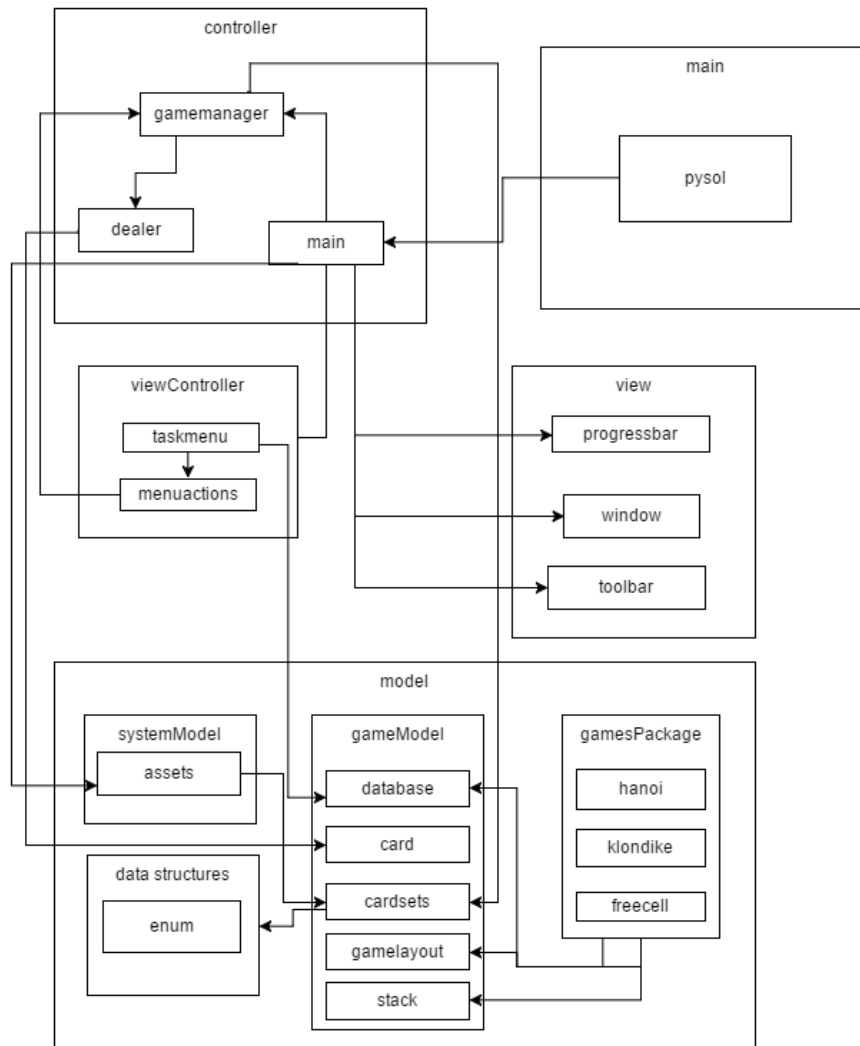 controller
gamemanager
dealer
main
main
pysol
viewController
taskmenu
menuactions
view
progressbar
window
toolbar
model
systemModel
assets
data structures
enum
gameModel
database
card
cardsets
gamelayout
stack
gamesPackage
hanoi
klondike
freecell